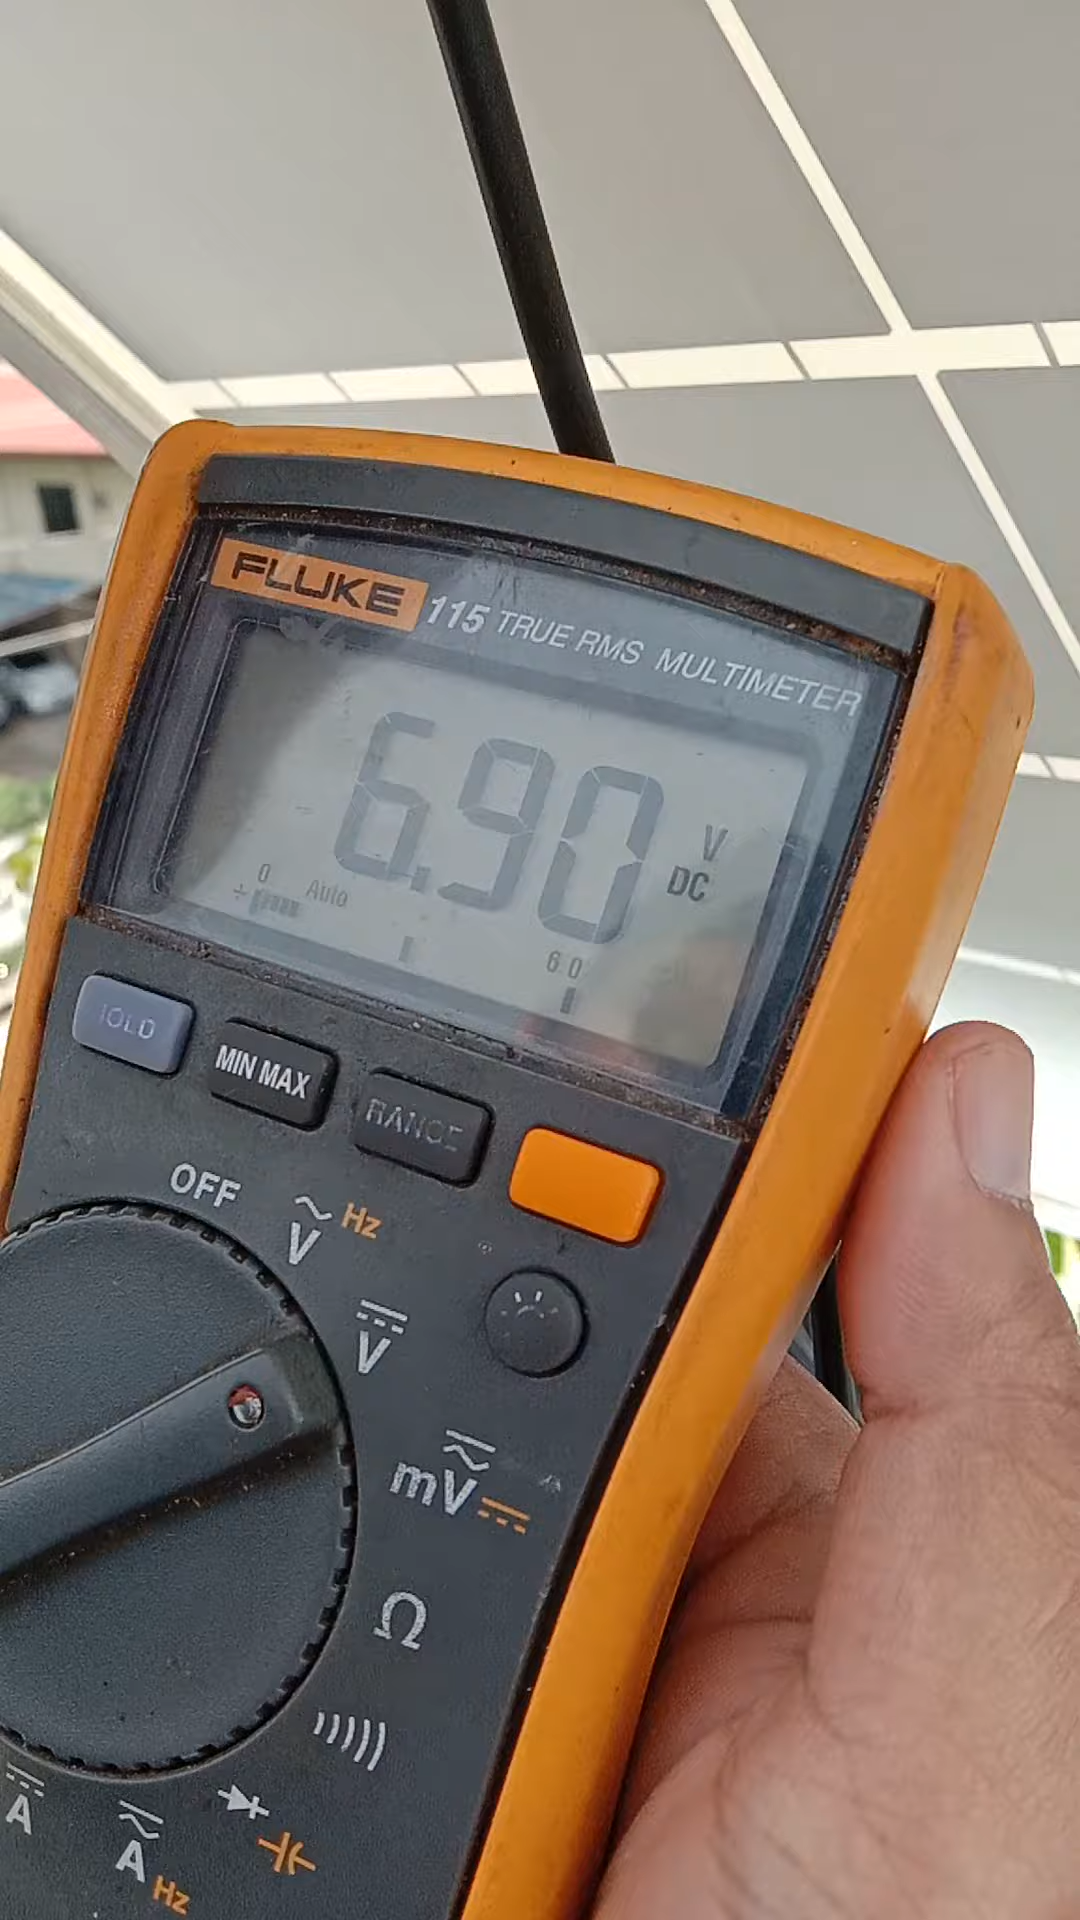 FLUKE 115 TRUE RMS MULTIMETER
6.90 V DC
0 Auto 60
HOLD MIN MAX RANGE
OFF
V Hz
V
mV
Ω
A
A Hz